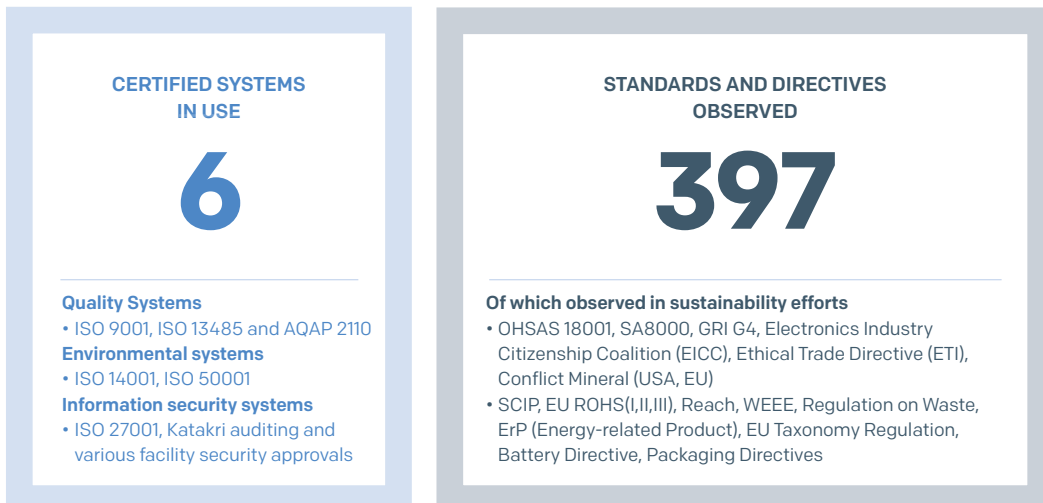 CERTIFIED SYSTEMS
IN USE
6
Quality Systems
• ISO 9001, ISO 13485 and AQAP 2110
Environmental systems
• ISO 14001, ISO 50001
Information security systems
• ISO 27001, Katakri auditing and
various facility security approvals
STANDARDS AND DIRECTIVES
OBSERVED
397
Of which observed in sustainability efforts
• OHSAS 18001, SA8000, GRI G4, Electronics Industry
Citizenship Coalition (EICC), Ethical Trade Directive (ETI),
Conflict Mineral (USA, EU)
• SCIP, EU ROHS(I,II,III), Reach, WEEE, Regulation on Waste,
ErP (Energy-related Product), EU Taxonomy Regulation,
Battery Directive, Packaging Directives